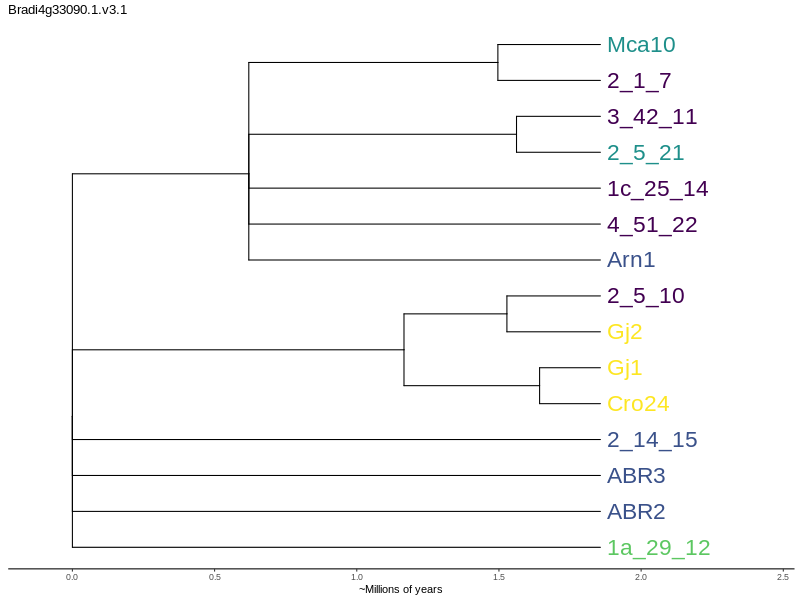 Bradi4g33090.1.v3.1
Mca10
2_1_7
3_42_11
2_5_21
1c_25_14
4_51_22
Arn1
2_5_10
Gj2
Gj1
Cro24
2_14_15
ABR3
ABR2
1a_29_12
0.0 0.5 1.0 1.5 2.0 2.5
~Millions of years